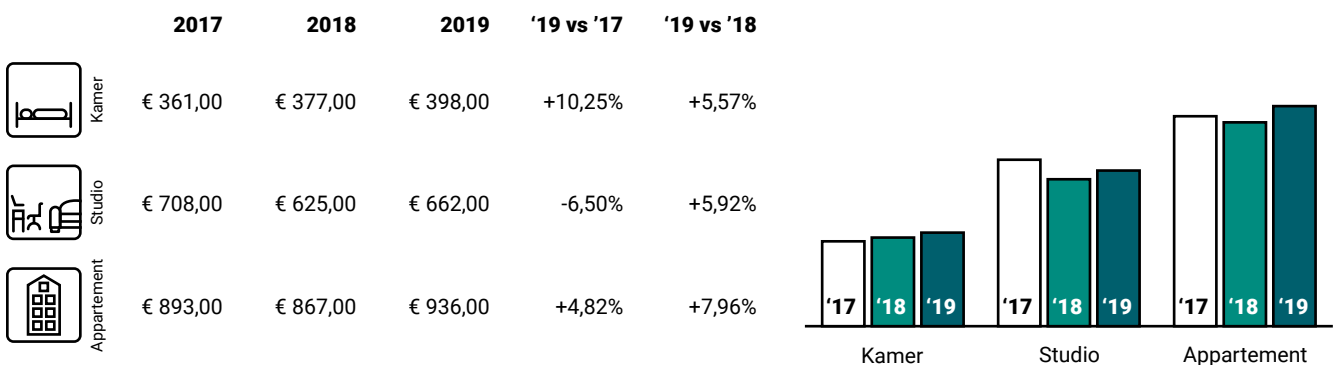 2017 2018 2019 ‘19 vs ’17 ‘19 vs ’18
Kamer € 361,00 € 377,00 € 398,00 +10,25% +5,57%
Studio € 708,00 € 625,00 € 662,00 -6,50% +5,92%
Appartement € 893,00 € 867,00 € 936,00 +4,82% +7,96%
‘17 ‘18 ‘19 ‘17 ‘18 ‘19 ‘17 ‘18 ‘19
Kamer Studio Appartement